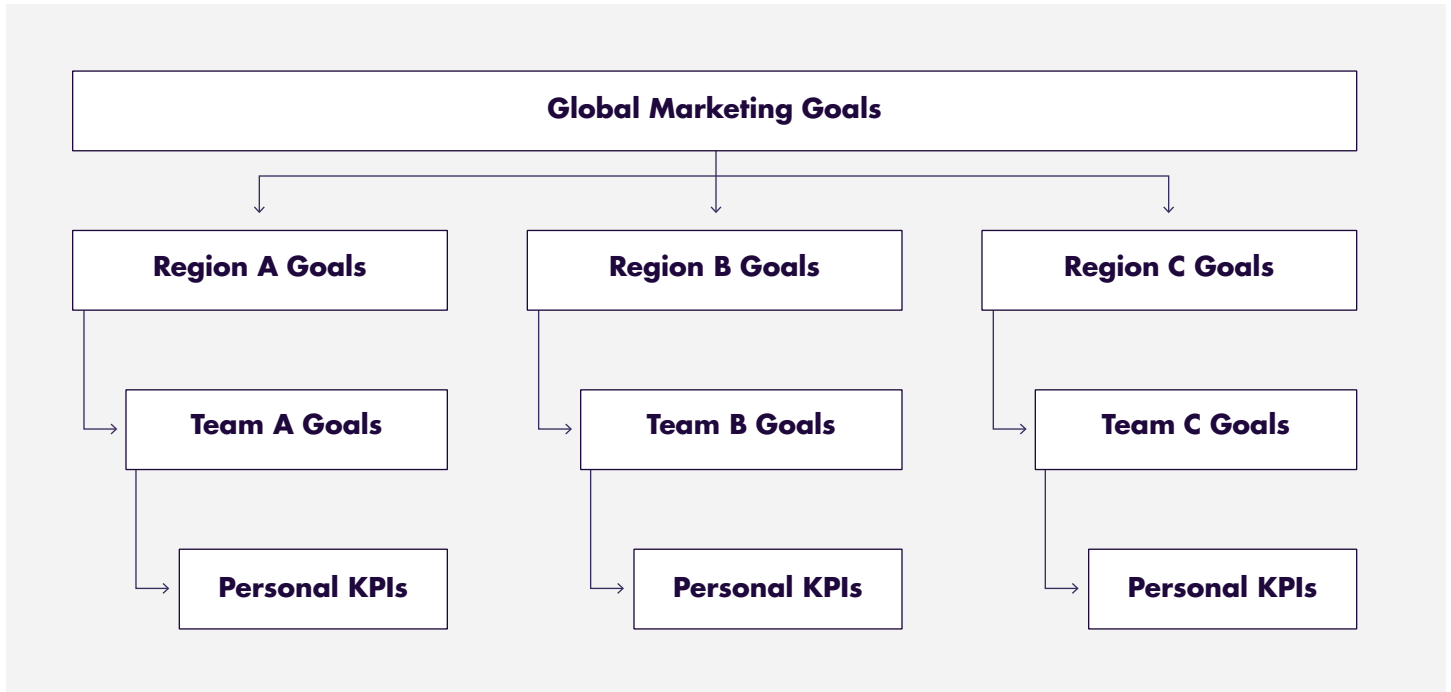 Global Marketing Goals
Region A Goals
Region B Goals
Region C Goals
Team A Goals
Team B Goals
Team C Goals
Personal KPIs
Personal KPIs
Personal KPIs